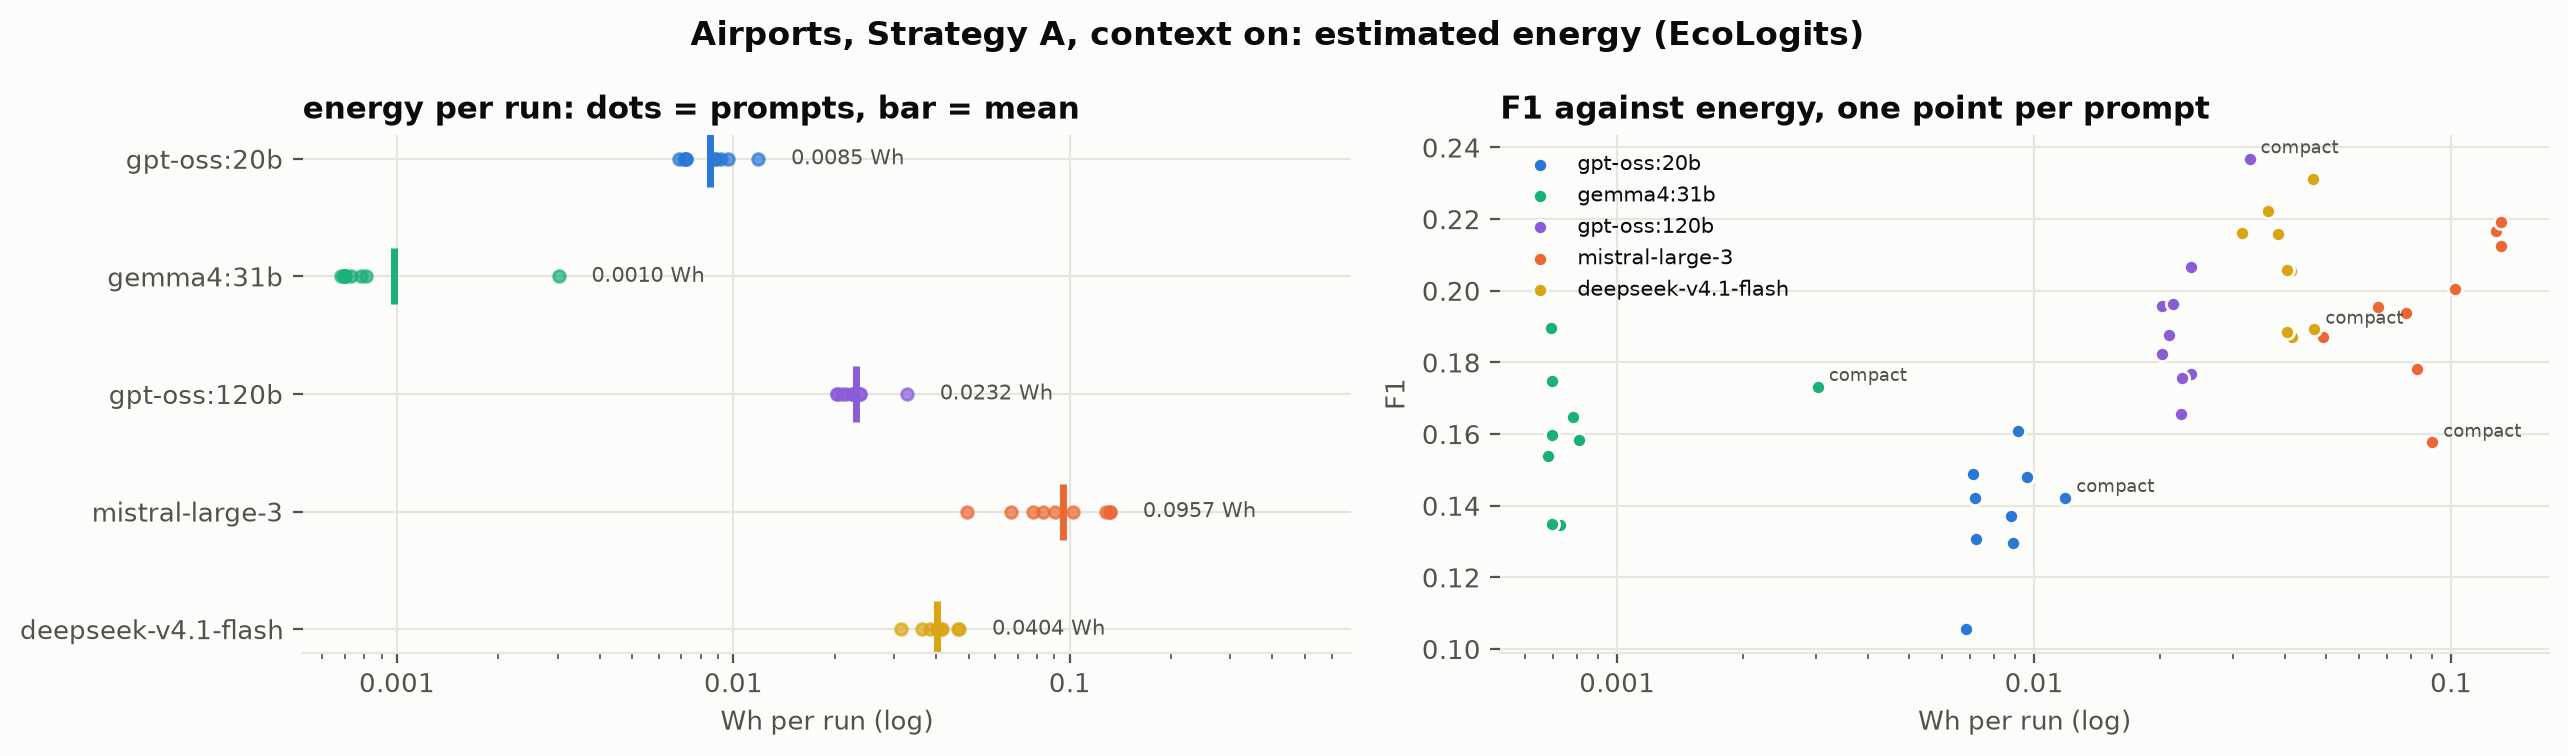 Airports, Strategy A, context on: estimated energy (EcoLogits)
energy per run: dots = prompts, bar = mean
gpt-oss:20b
0.0085 Wh
gemma4:31b
0.0010 Wh
gpt-oss:120b
0.0232 Wh
mistral-large-3
0.0957 Wh
deepseek-v4.1-flash
0.0404 Wh
0.001 0.01 0.1
Wh per run (log)
F1 against energy, one point per prompt
gpt-oss:20b
gemma4:31b
gpt-oss:120b
mistral-large-3
deepseek-v4.1-flash
compact
compact
compact
compact
compact
F1
0.24
0.22
0.20
0.18
0.16
0.14
0.12
0.10
0.001 0.01 0.1
Wh per run (log)